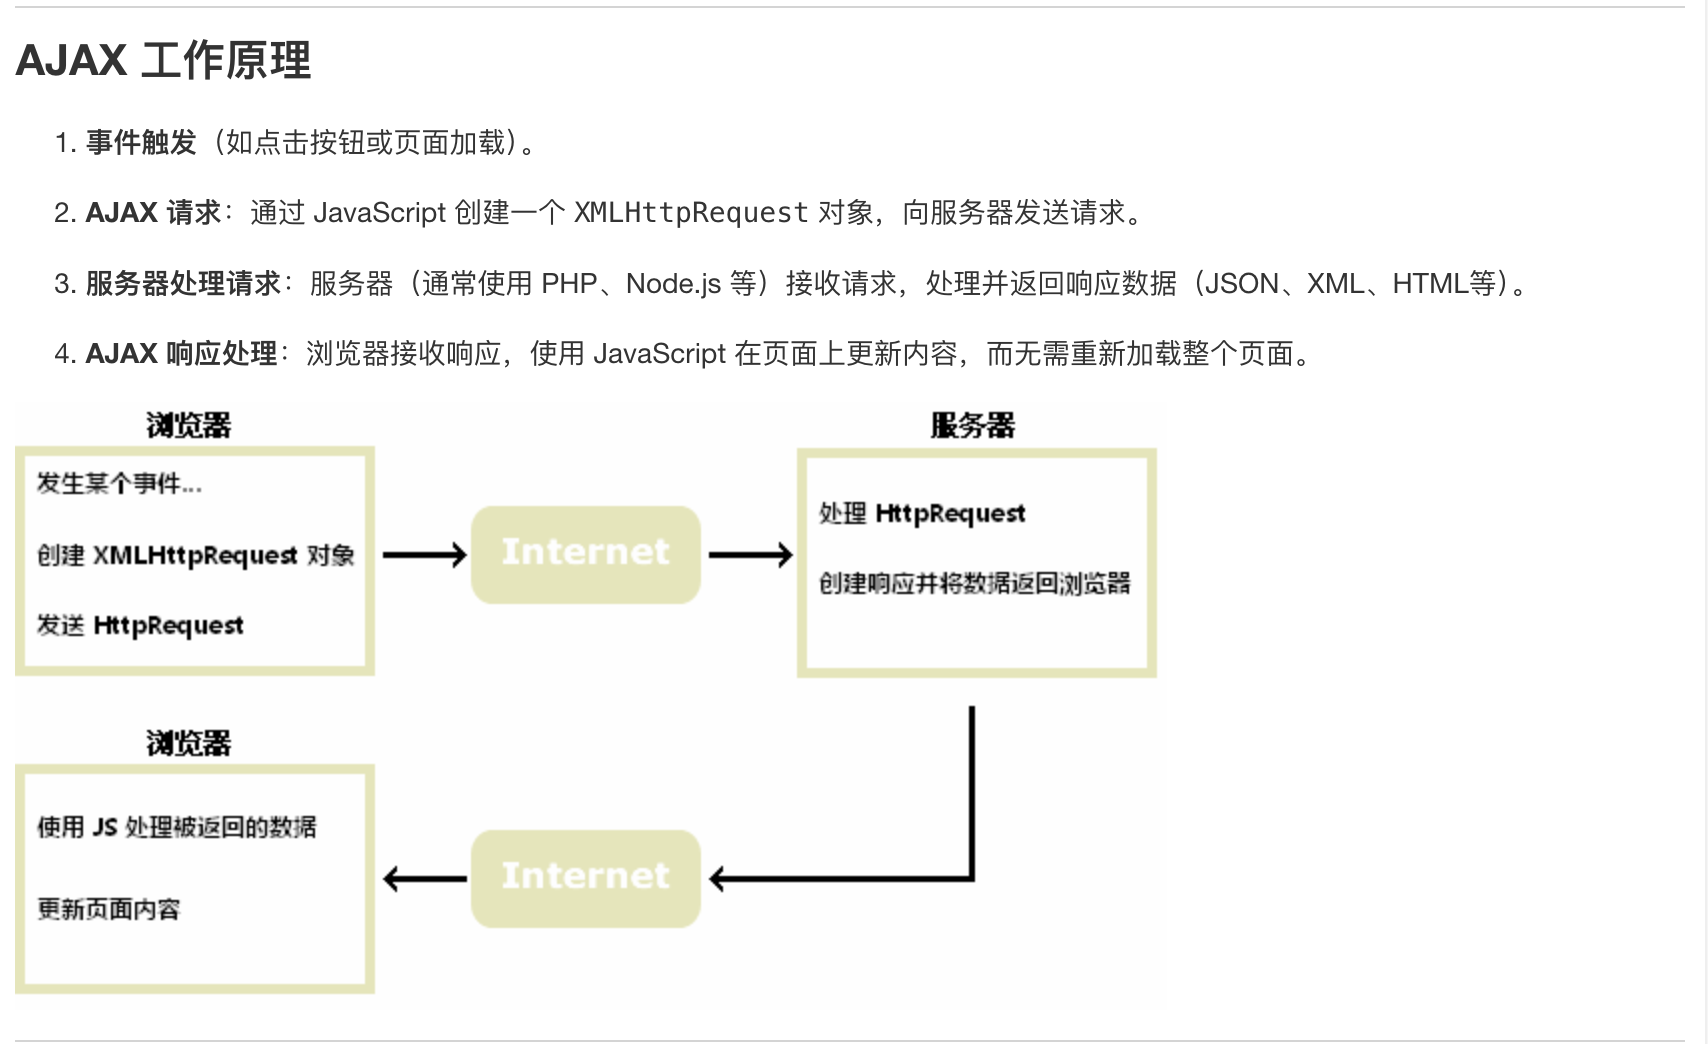 AJAX 工作原理
1. 事件触发（如点击按钮或页面加载）。
2. AJAX 请求：通过 JavaScript 创建一个 XMLHttpRequest 对象，向服务器发送请求。
3. 服务器处理请求：服务器（通常使用 PHP、Node.js 等）接收请求，处理并返回响应数据（JSON、XML、HTML等）。
4. AJAX 响应处理：浏览器接收响应，使用 JavaScript 在页面上更新内容，而无需重新加载整个页面。
浏览器
发生某个事件...
创建 XMLHttpRequest 对象
发送 HttpRequest
Internet
服务器
处理 HttpRequest
创建响应并将数据返回浏览器
浏览器
使用 JS 处理被返回的数据
更新页面内容
Internet